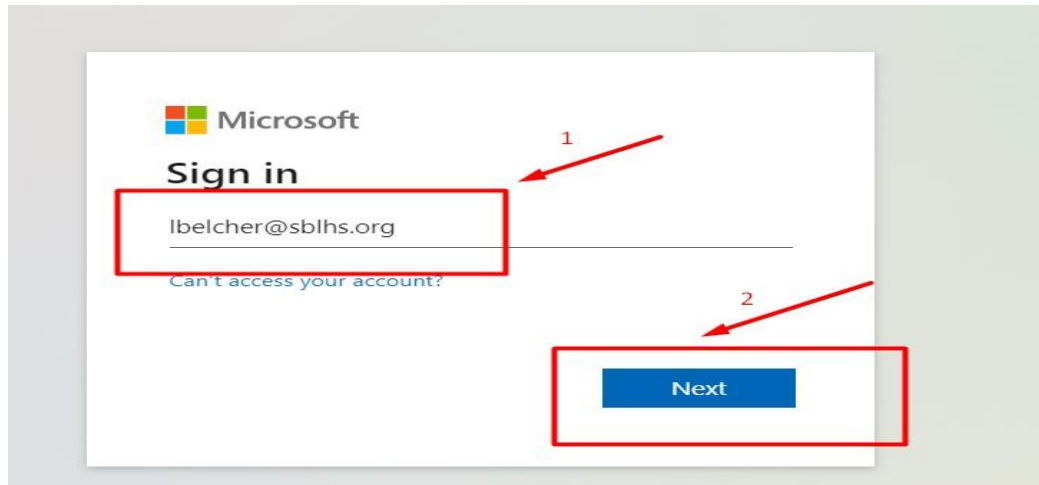 Microsoft
1
Sign in
lbelcher@sblhs.org
Can't access your account?
2
Next